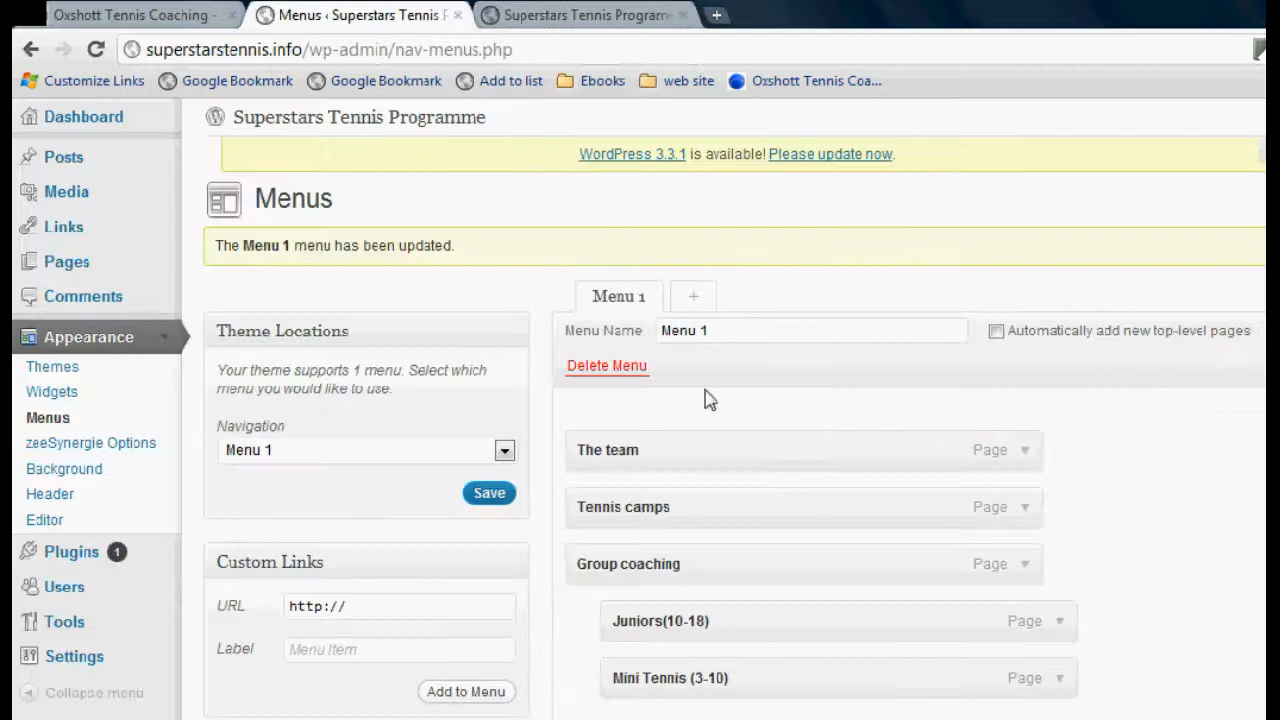 Oxshott Tennis Coaching -
Menus ‹ Superstars Tennis P
Superstars Tennis Programm
superstarstennis.info/wp-admin/nav-menus.php
Customize Links
Google Bookmark
Google Bookmark
Add to list
Ebooks
web site
Oxshott Tennis Coa...
Dashboard
Posts
Media
Links
Pages
Comments
Appearance
Themes
Widgets
Menus
zeeSynergie Options
Background
Header
Editor
Plugins 1
Users
Tools
Settings
Collapse menu
Superstars Tennis Programme
WordPress 3.3.1 is available! Please update now.
Menus
The Menu 1 menu has been updated.
Theme Locations
Your theme supports 1 menu. Select which
menu you would like to use.
Navigation
Menu 1
Save
Custom Links
URL http://
Label Menu Item
Add to Menu
Menu 1 +
Menu Name Menu 1
Automatically add new top-level pages
Delete Menu
The team Page
Tennis camps Page
Group coaching Page
Juniors(10-18) Page
Mini Tennis (3-10) Page